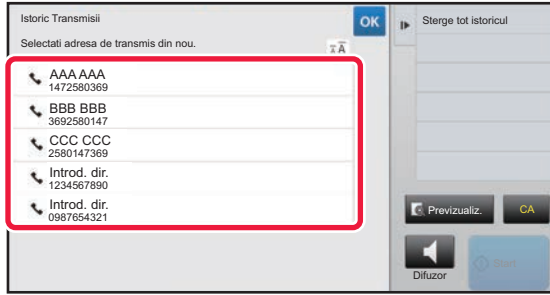 Istoric Transmisii
OK
Sterge tot istoricul
Selectati adresa de transmis din nou.
AAA AAA
1472580369
BBB BBB
3692580147
CCC CCC
2580147369
Introd. dir.
1234567890
Introd. dir.
0987654321
Previzualiz.
CA
Difuzor
Start